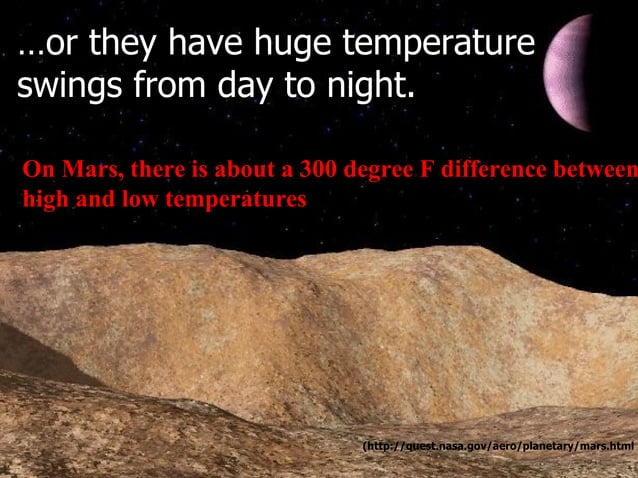 …or they have huge temperature
swings from day to night.
On Mars, there is about a 300 degree F difference between
high and low temperatures
(http://quest.nasa.gov/aero/planetary/mars.html